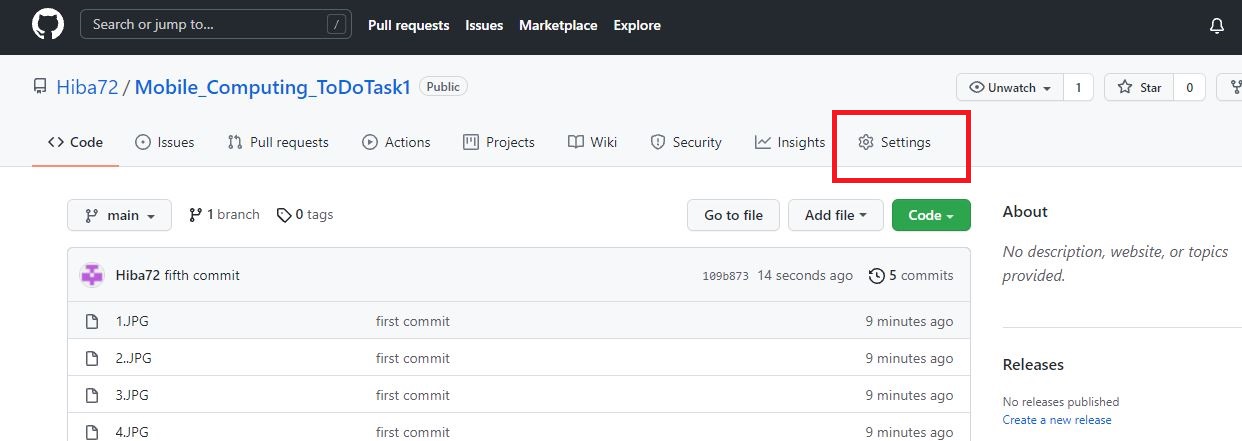 Search or jump to... / Pull requests Issues Marketplace Explore
Hiba72 / Mobile_Computing_ToDoTask1 Public Unwatch 1 Star 0
<> Code Issues Pull requests Actions Projects Wiki Security Insights Settings
main 1 branch 0 tags Go to file Add file Code About
No description, website, or topics
provided.
Hiba72 fifth commit 109b873 14 seconds ago 5 commits
1.JPG first commit 9 minutes ago
2..JPG first commit 9 minutes ago
3.JPG first commit 9 minutes ago
4.JPG first commit 9 minutes ago
Releases
No releases published
Create a new release